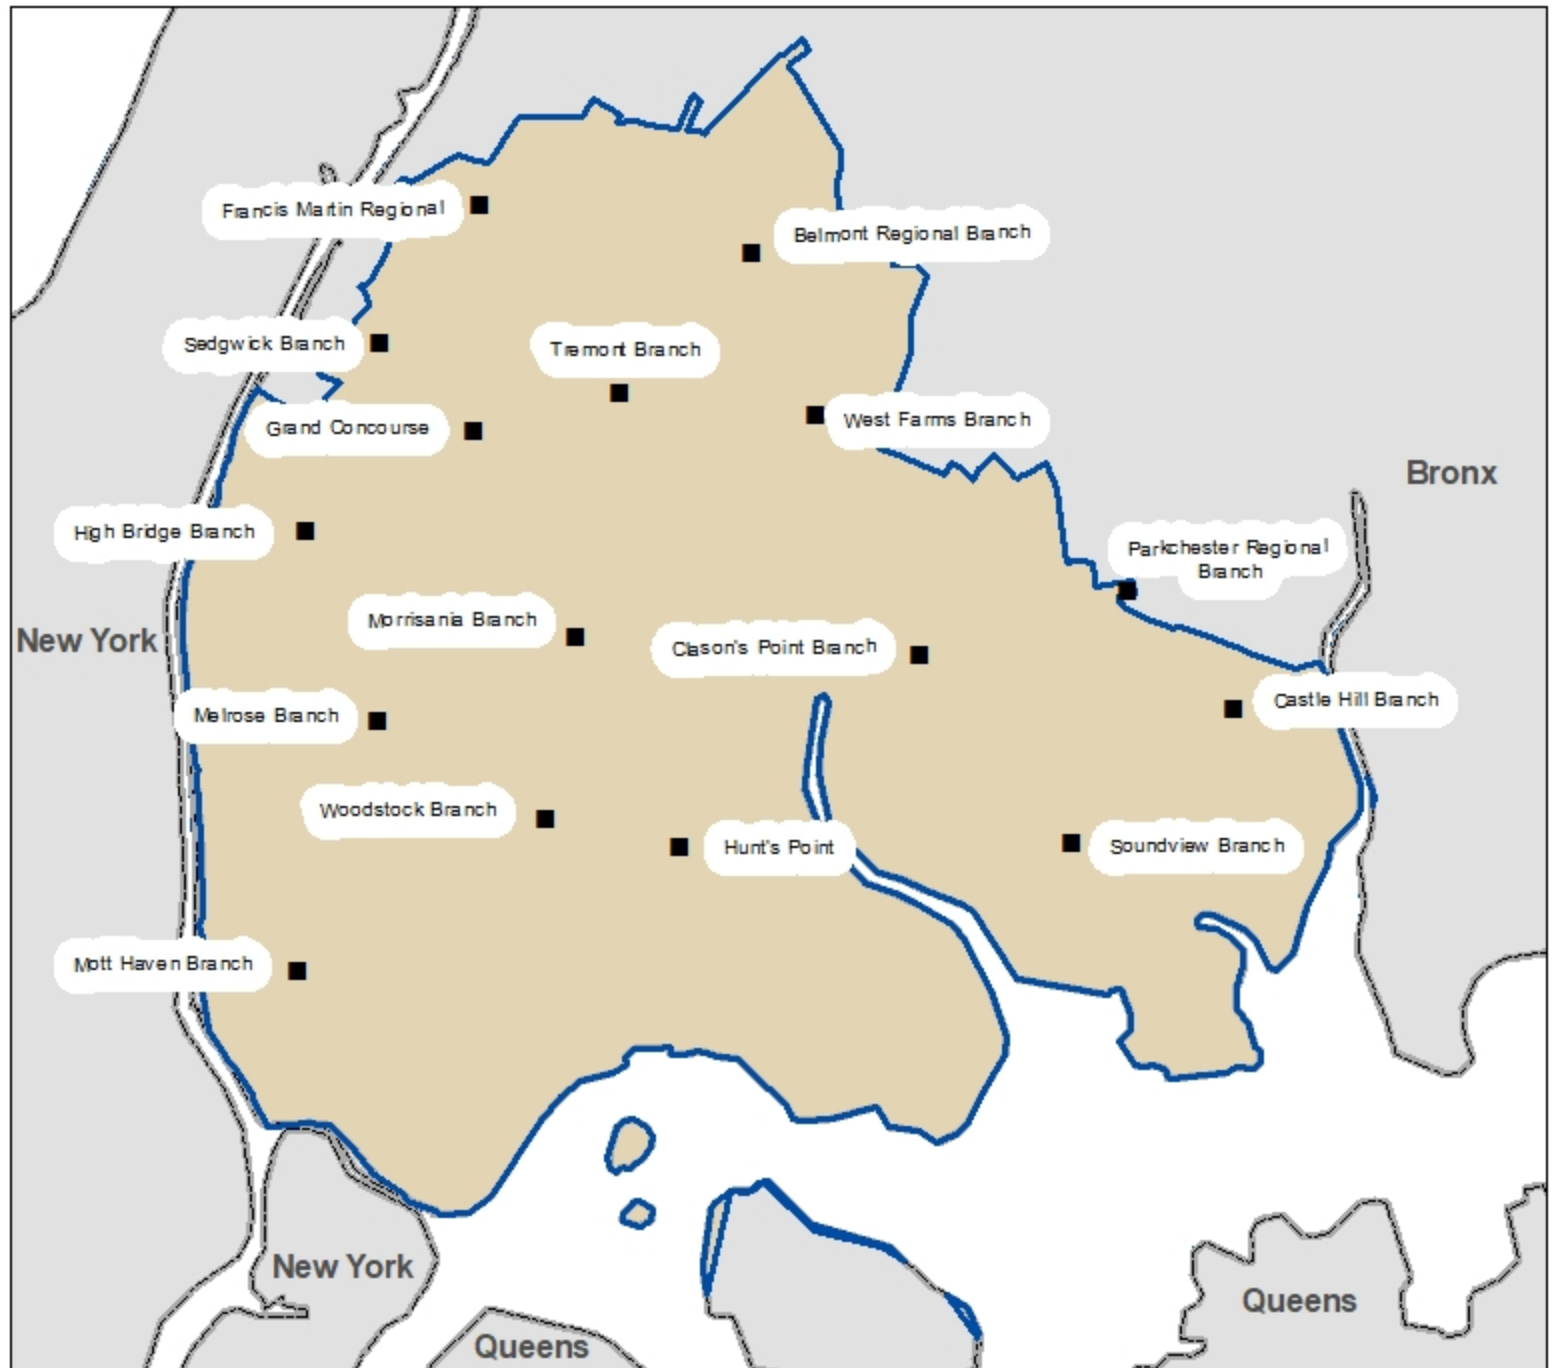 Francis Martin Regional
Belmont Regional Branch
Sedgwick Branch
Tremont Branch
Grand Concourse
West Farms Branch
Bronx
High Bridge Branch
Parkchester Regional
Branch
Morrisania Branch
New York
Clason's Point Branch
Castle Hill Branch
Melrose Branch
Woodstock Branch
Hunt's Point
Soundview Branch
Mott Haven Branch
New York
Queens
Queens